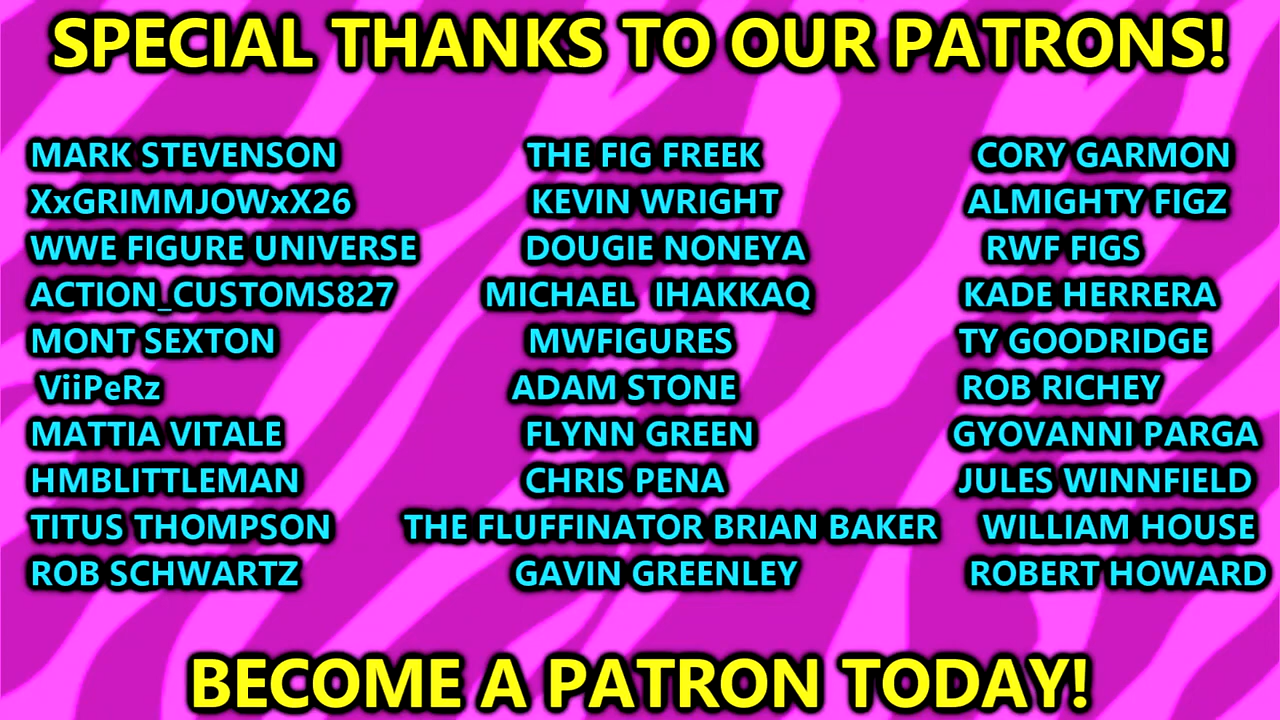 SPECIAL THANKS TO OUR PATRONS!
MARK STEVENSON THE FIG FREEK CORY GARMON
XxGRIMMJOWxX26 KEVIN WRIGHT ALMIGHTY FIGZ
WWE FIGURE UNIVERSE DOUGIE NONEYA RWF FIGS
ACTION_CUSTOMS827 MICHAEL IHAKKAQ KADE HERRERA
MONT SEXTON MWFIGURES TY GOODRIDGE
ViiPeRz ADAM STONE ROB RICHEY
MATTIA VITALE FLYNN GREEN GYOVANNI PARGA
HMBLITTLEMAN CHRIS PENA JULES WINNFIELD
TITUS THOMPSON THE FLUFFINATOR BRIAN BAKER WILLIAM HOUSE
ROB SCHWARTZ GAVIN GREENLEY ROBERT HOWARD
BECOME A PATRON TODAY!